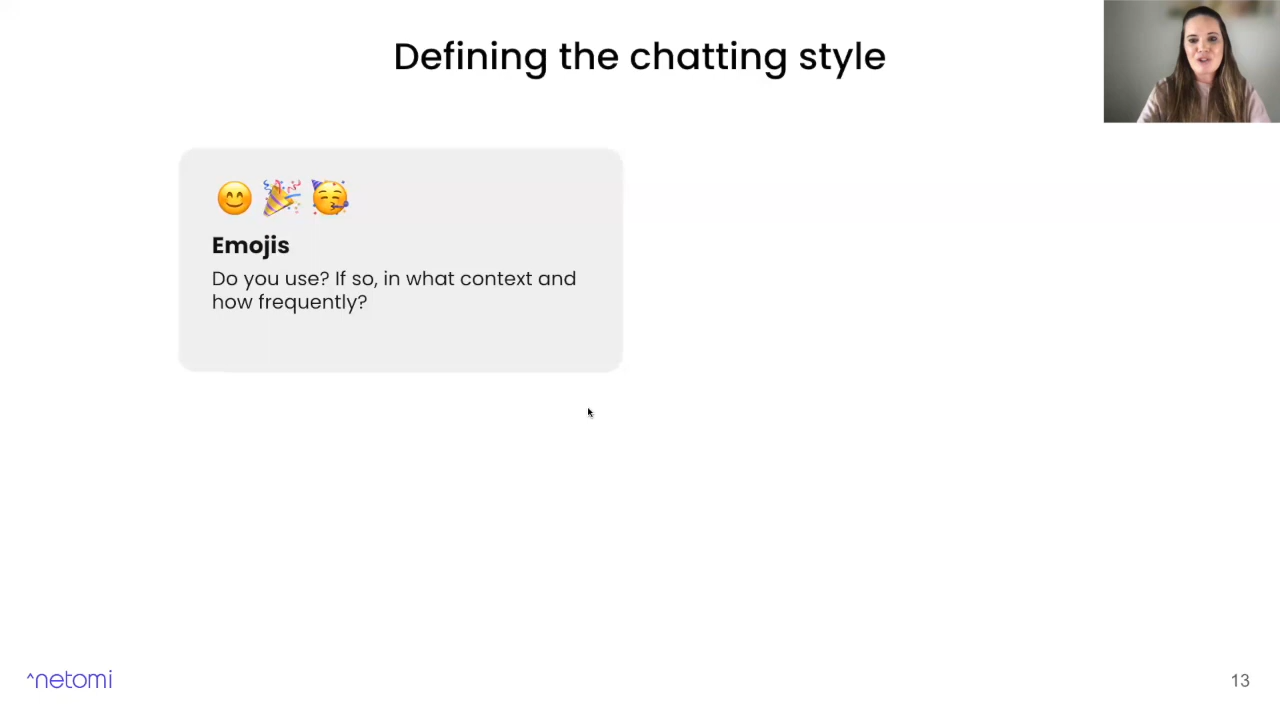 Defining the chatting style
😊 🎉 🥳
Emojis
Do you use? If so, in what context and
how frequently?
^netomi
13